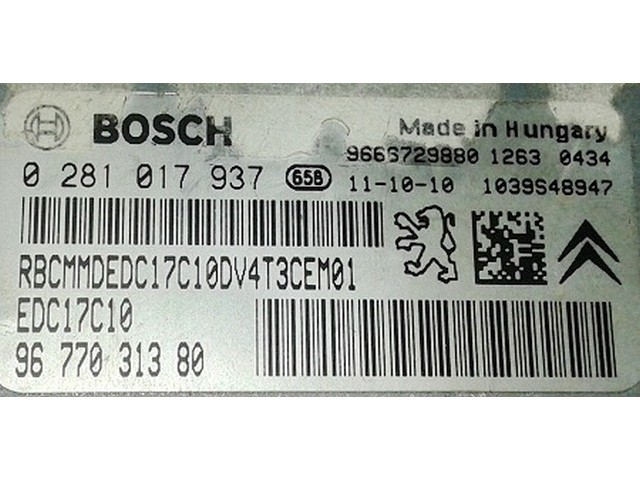 BOSCH
Made in Hungary
9666729880 1263 0434
0 281 017 937 658 11-10-10 1039S48947
RBCMMDEDC17C10DV4T3CEM01
EDC17C10
96 770 313 80